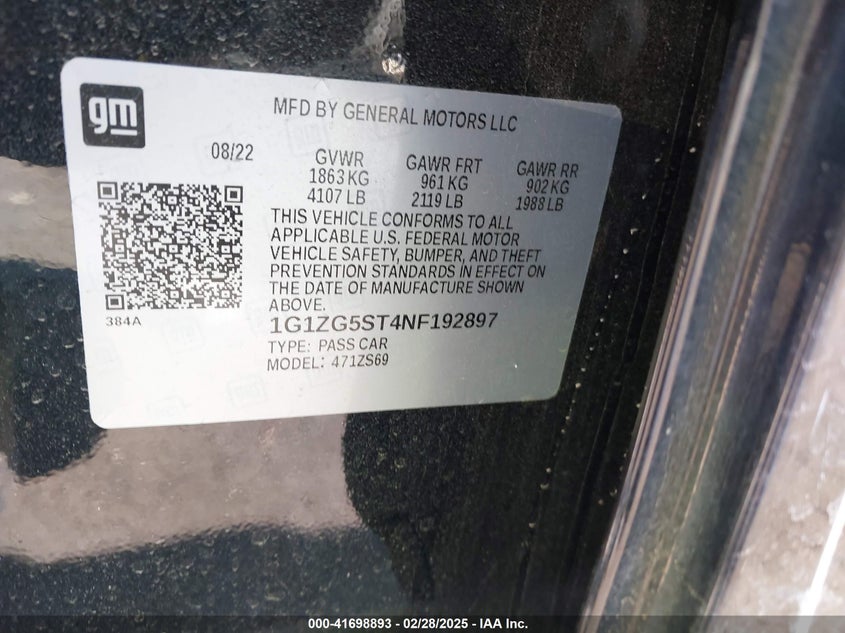 gm
MFD BY GENERAL MOTORS LLC
08/22
GVWR
1863 KG
4107 LB
GAWR FRT
961 KG
2119 LB
GAWR RR
902 KG
1988 LB
THIS VEHICLE CONFORMS TO ALL
APPLICABLE U.S. FEDERAL MOTOR
VEHICLE SAFETY, BUMPER, AND THEFT
PREVENTION STANDARDS IN EFFECT ON
THE DATE OF MANUFACTURE SHOWN
ABOVE.
384A
1G1ZG5ST4NF192897
TYPE: PASS CAR
MODEL: 471ZS69
000-41698893 - 02/28/2025 - IAA Inc.